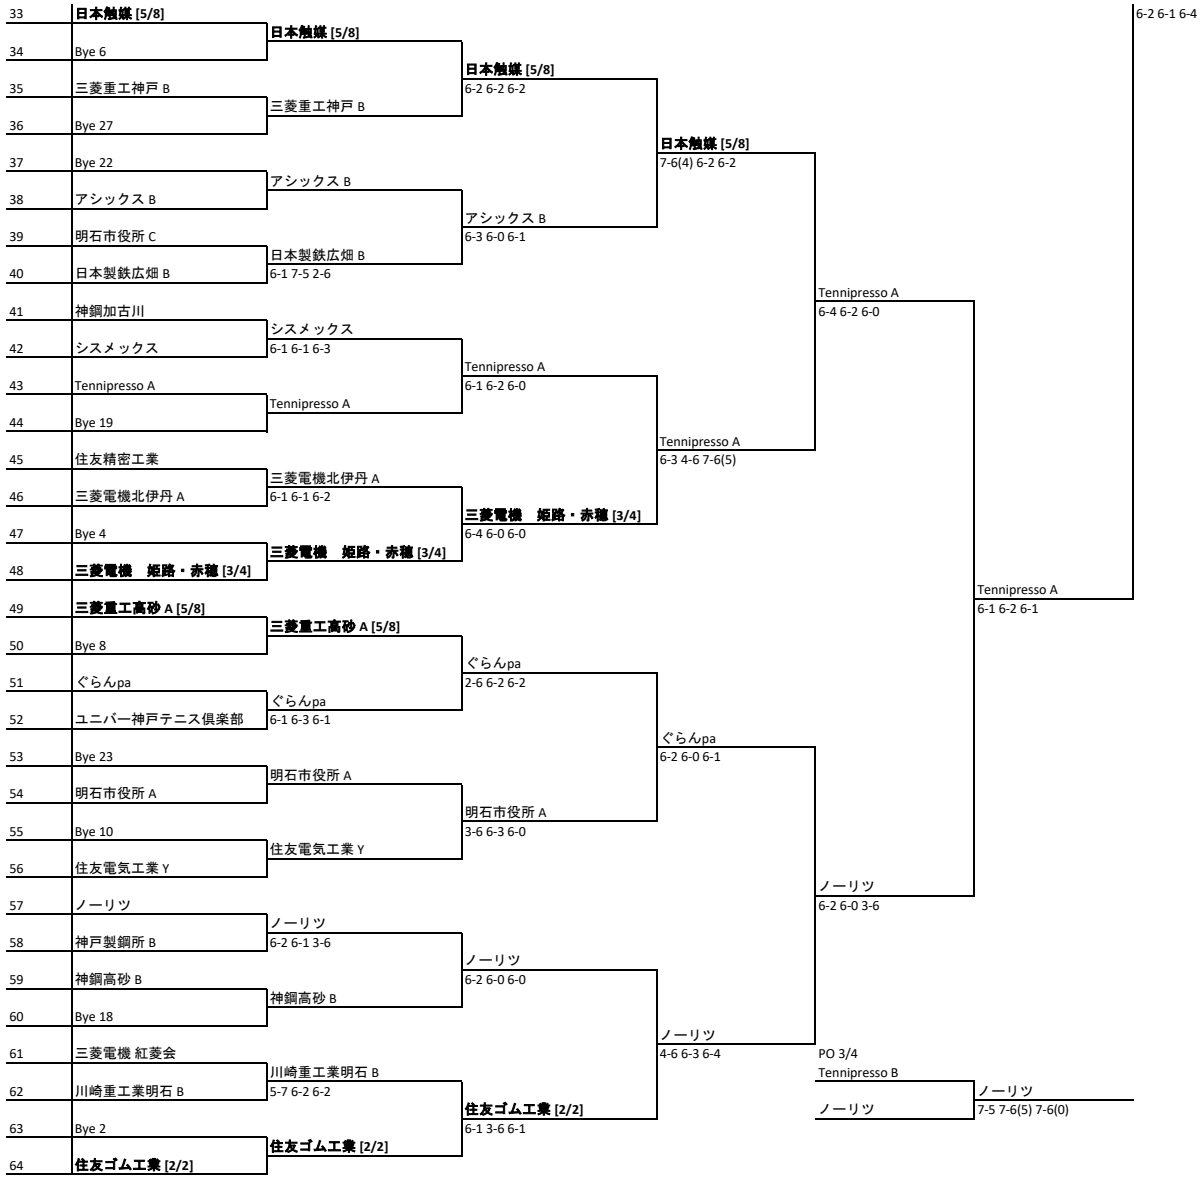 33 日本触媒 [5/8]
6-2 6-1 6-4
日本触媒 [5/8]
34 Bye 6
日本触媒 [5/8]
35 三菱重工神戸 B
6-2 6-2 6-2
三菱重工神戸 B
36 Bye 27
日本触媒 [5/8]
37 Bye 22
7-6(4) 6-2 6-2
アシックス B
38 アシックス B
アシックス B
39 明石市役所 C
6-3 6-0 6-1
日本製鉄広畑 B
40 日本製鉄広畑 B
6-1 7-5 2-6
Tennipresso A
41 神鋼加古川
6-4 6-2 6-0
シスメックス
42 シスメックス
6-1 6-1 6-3
Tennipresso A
43 Tennipresso A
6-1 6-2 6-0
Tennipresso A
44 Bye 19
Tennipresso A
45 住友精密工業
6-3 4-6 7-6(5)
三菱電機北伊丹 A
46 三菱電機北伊丹 A
6-1 6-1 6-2
三菱電機　姫路・赤穂 [3/4]
47 Bye 4
6-4 6-0 6-0
三菱電機　姫路・赤穂 [3/4]
48 三菱電機　姫路・赤穂 [3/4]
Tennipresso A
49 三菱重工高砂 A [5/8]
6-1 6-2 6-1
三菱重工高砂 A [5/8]
50 Bye 8
ぐらんpa
51 ぐらんpa
2-6 6-2 6-2
ぐらんpa
52 ユニバー神戸テニス倶楽部
6-1 6-3 6-1
ぐらんpa
53 Bye 23
6-2 6-0 6-1
明石市役所 A
54 明石市役所 A
明石市役所 A
55 Bye 10
3-6 6-3 6-0
住友電気工業 Y
56 住友電気工業 Y
ノーリツ
57 ノーリツ
6-2 6-0 3-6
ノーリツ
58 神戸製鋼所 B
6-2 6-1 3-6
ノーリツ
59 神鋼高砂 B
6-2 6-0 6-0
神鋼高砂 B
60 Bye 18
ノーリツ
61 三菱電機 紅菱会
4-6 6-3 6-4
PO 3/4
川崎重工業明石 B
Tennipresso B
62 川崎重工業明石 B
5-7 6-2 6-2
ノーリツ
住友ゴム工業 [2/2]
ノーリツ
7-5 7-6(5) 7-6(0)
63 Bye 2
6-1 3-6 6-1
住友ゴム工業 [2/2]
64 住友ゴム工業 [2/2]